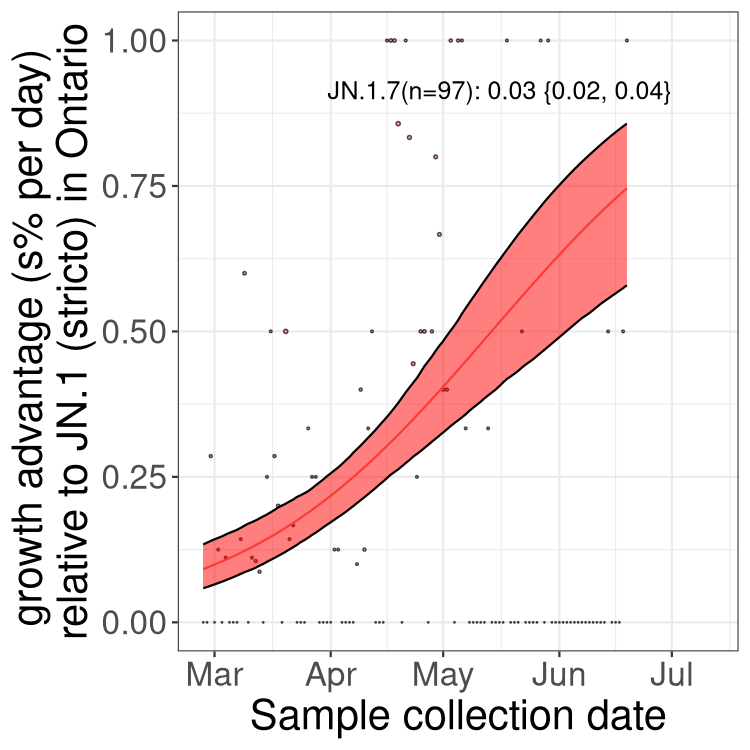 growth advantage (s% per day)
relative to JN.1 (stricto) in Ontario
1.00
0.75
0.50
0.25
0.00
JN.1.7(n=97): 0.03 {0.02, 0.04}
Mar Apr May Jun Jul
Sample collection date